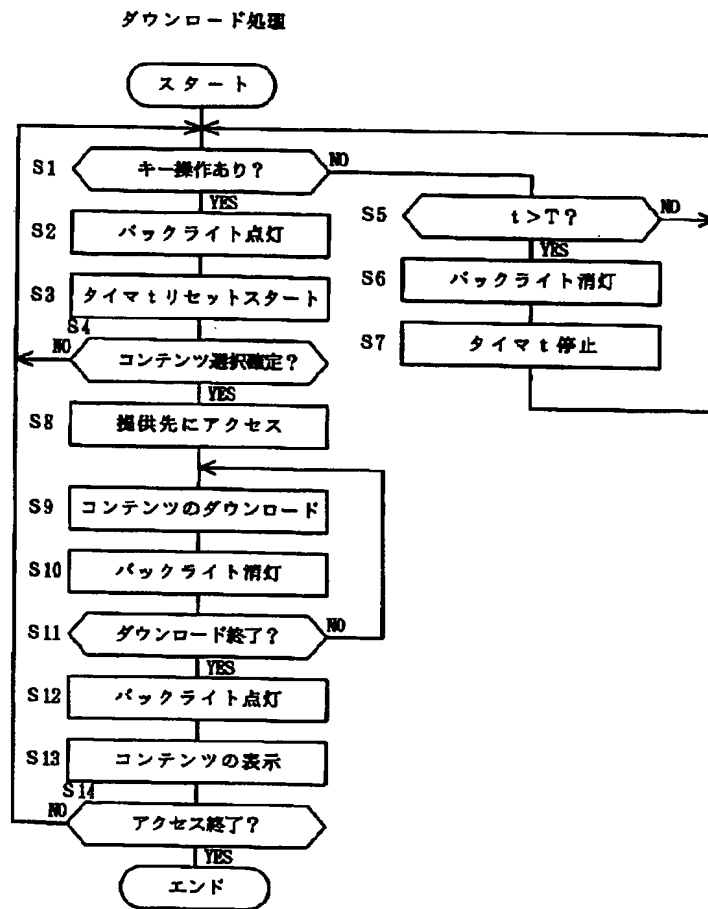 ダウンロード処理
スタート
S1 キー操作あり? NO
YES
S2 バックライト点灯
S3 タイマtリセットスタート
S4
NO コンテンツ選択確定?
YES
S5 t>T? NO
YES
S6 バックライト消灯
S7 タイマt停止
S8 提供先にアクセス
S9 コンテンツのダウンロード
S10 バックライト消灯
S11 ダウンロード終了? NO
YES
S12 バックライト点灯
S13 コンテンツの表示
S14
NO アクセス終了?
YES
エンド